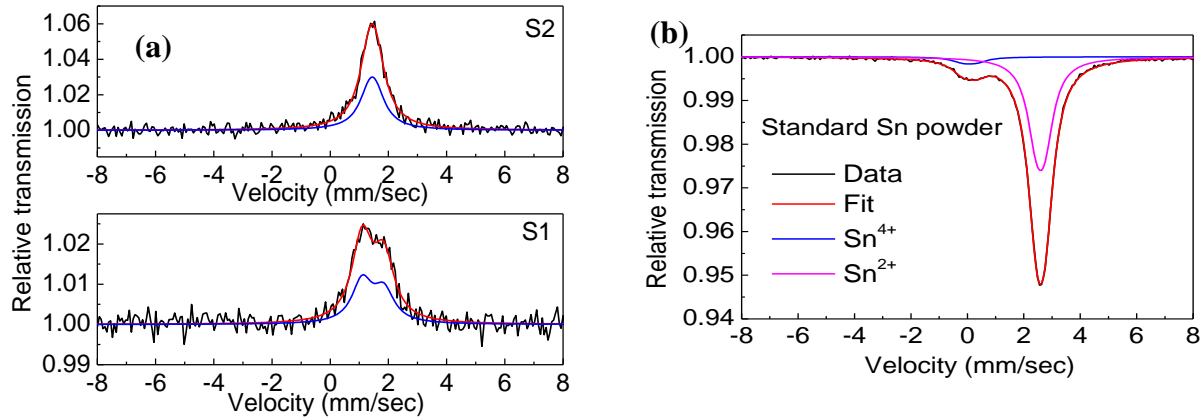 (a)
S2
1.06
1.04
1.02
1.00
-8 -6 -4 -2 0 2 4 6 8
Velocity (mm/sec)
S1
1.02
1.01
1.00
0.99
-8 -6 -4 -2 0 2 4 6 8
Velocity (mm/sec)
Relative transmission
(b)
1.00
0.99
0.98
0.97
0.96
0.95
0.94
Standard Sn powder
Data
Fit
Sn⁴⁺
Sn²⁺
-8 -6 -4 -2 0 2 4 6 8
Velocity (mm/sec)
Relative transmission